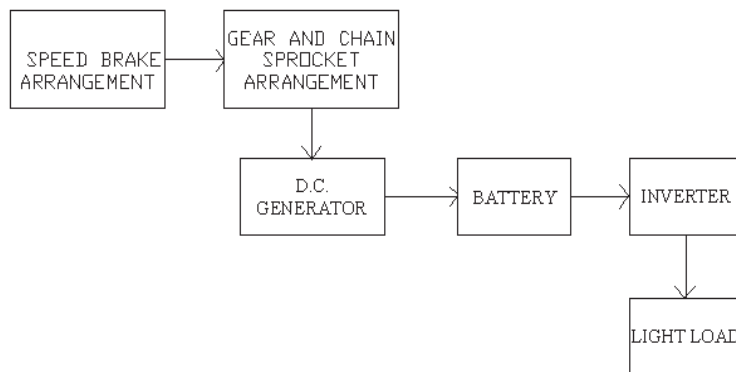 SPEED BRAKE
ARRANGEMENT
GEAR AND CHAIN
SPROCKET
ARRANGEMENT
D.C.
GENERATOR
BATTERY
INVERTER
LIGHT LOAD